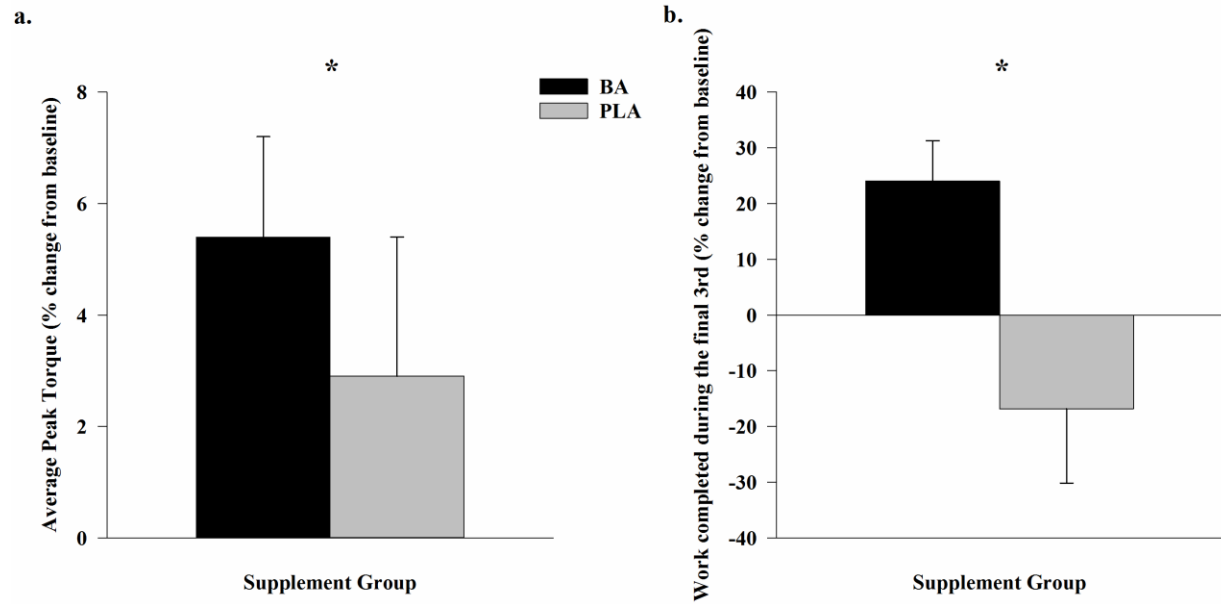 a.
*
BA
PLA
Average Peak Torque (% change from baseline)
8
6
4
2
0
Supplement Group
b.
*
Work completed during the final 3rd (% change from baseline)
40
30
20
10
0
-10
-20
-30
-40
Supplement Group